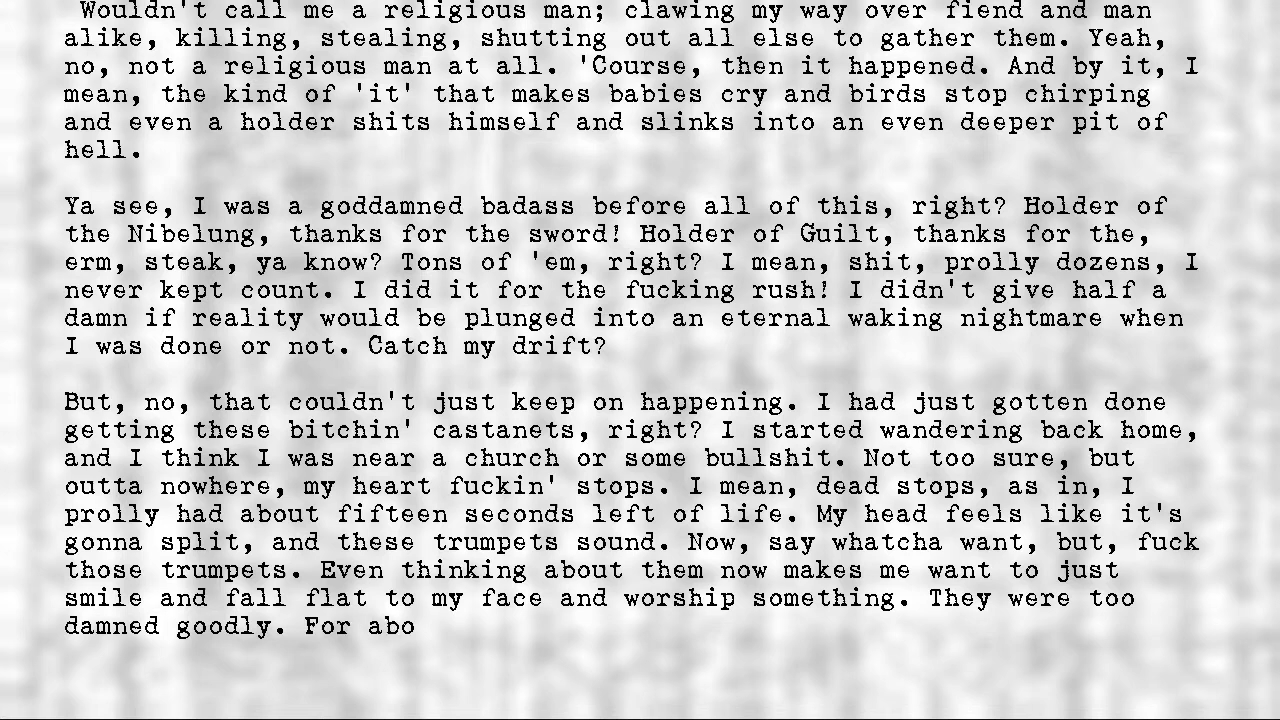 Wouldn't call me a religious man; clawing my way over fiend and man
alike, killing, stealing, shutting out all else to gather them. Yeah,
no, not a religious man at all. 'Course, then it happened. And by it, I
mean, the kind of 'it' that makes babies cry and birds stop chirping
and even a holder shits himself and slinks into an even deeper pit of
hell.

Ya see, I was a goddamned badass before all of this, right? Holder of
the Nibelung, thanks for the sword! Holder of Guilt, thanks for the,
erm, steak, ya know? Tons of 'em, right? I mean, shit, prolly dozens, I
never kept count. I did it for the fucking rush! I didn't give half a
damn if reality would be plunged into an eternal waking nightmare when
I was done or not. Catch my drift?

But, no, that couldn't just keep on happening. I had just gotten done
getting these bitchin' castanets, right? I started wandering back home,
and I think I was near a church or some bullshit. Not too sure, but
outta nowhere, my heart fuckin' stops. I mean, dead stops, as in, I
prolly had about fifteen seconds left of life. My head feels like it's
gonna split, and these trumpets sound. Now, say whatcha want, but, fuck
those trumpets. Even thinking about them now makes me want to just
smile and fall flat to my face and worship something. They were too
damned goodly. For abo